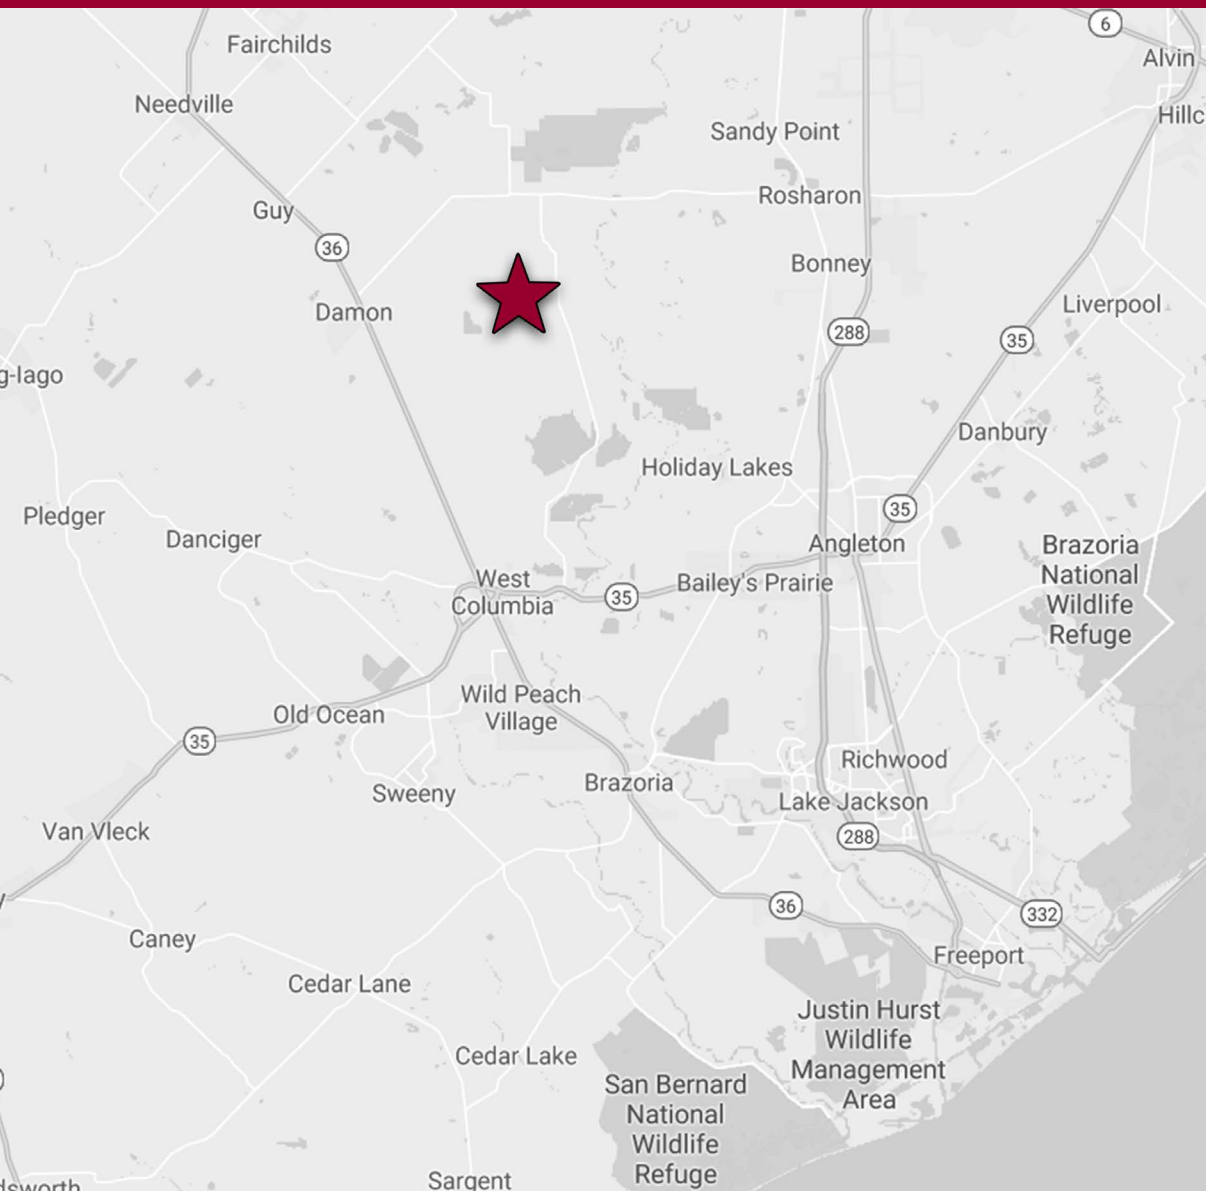 6
Fairchilds
Alvin
Needville
Hillc
Sandy Point
Rosharon
Guy
36
Bonney
Damon
Liverpool
288
35
g-Iago
Danbury
Holiday Lakes
35
Pledger
Danciger
Angleton
Brazoria
National
Wildlife
Refuge
West
Columbia
35
Bailey's Prairie
Wild Peach
Village
Old Ocean
35
Richwood
Brazoria
Sweeny
Lake Jackson
Van Vleck
288
36
332
Caney
Freeport
Cedar Lane
Justin Hurst
Wildlife
Management
Area
Cedar Lake
San Bernard
National
Wildlife
Refuge
Sargent
dsworth